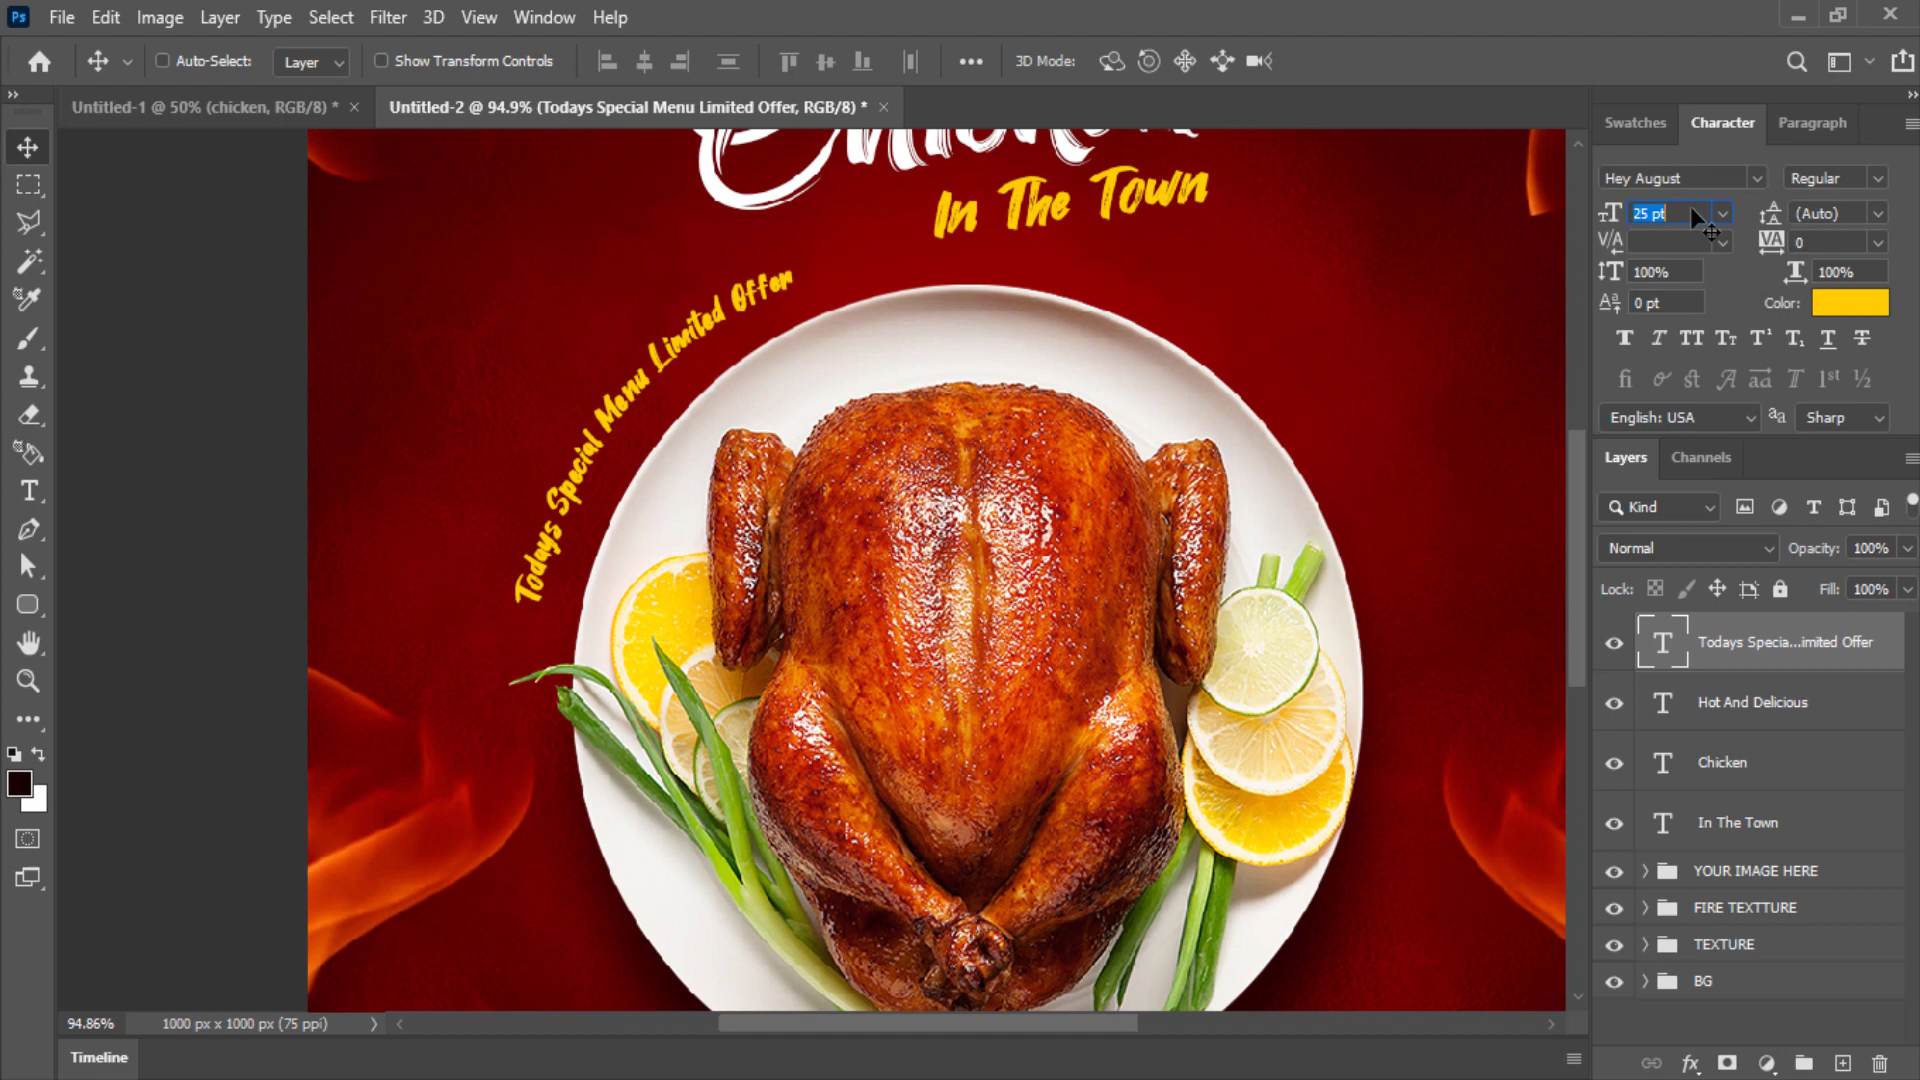 Ps File Edit Image Layer Type Select Filter 3D View Window Help
Auto-Select: Layer Show Transform Controls 3D Mode:
Untitled-1 @ 50% (chicken, RGB/8) * Untitled-2 @ 94.9% (Todays Special Menu Limited Offer, RGB/8) *
Swatches Character Paragraph
Hey August Regular
25 pt (Auto)
0
100% 100%
0 pt Color:
English: USA Sharp
Chicken
In The Town
Todays Special Menu Limited Offer
Layers Channels
Kind
Normal Opacity: 100%
Lock: Fill: 100%
Todays Specia...imited Offer
Hot And Delicious
Chicken
In The Town
YOUR IMAGE HERE
FIRE TEXTTURE
TEXTURE
BG
94.86% 1000 px x 1000 px (75 ppi)
Timeline